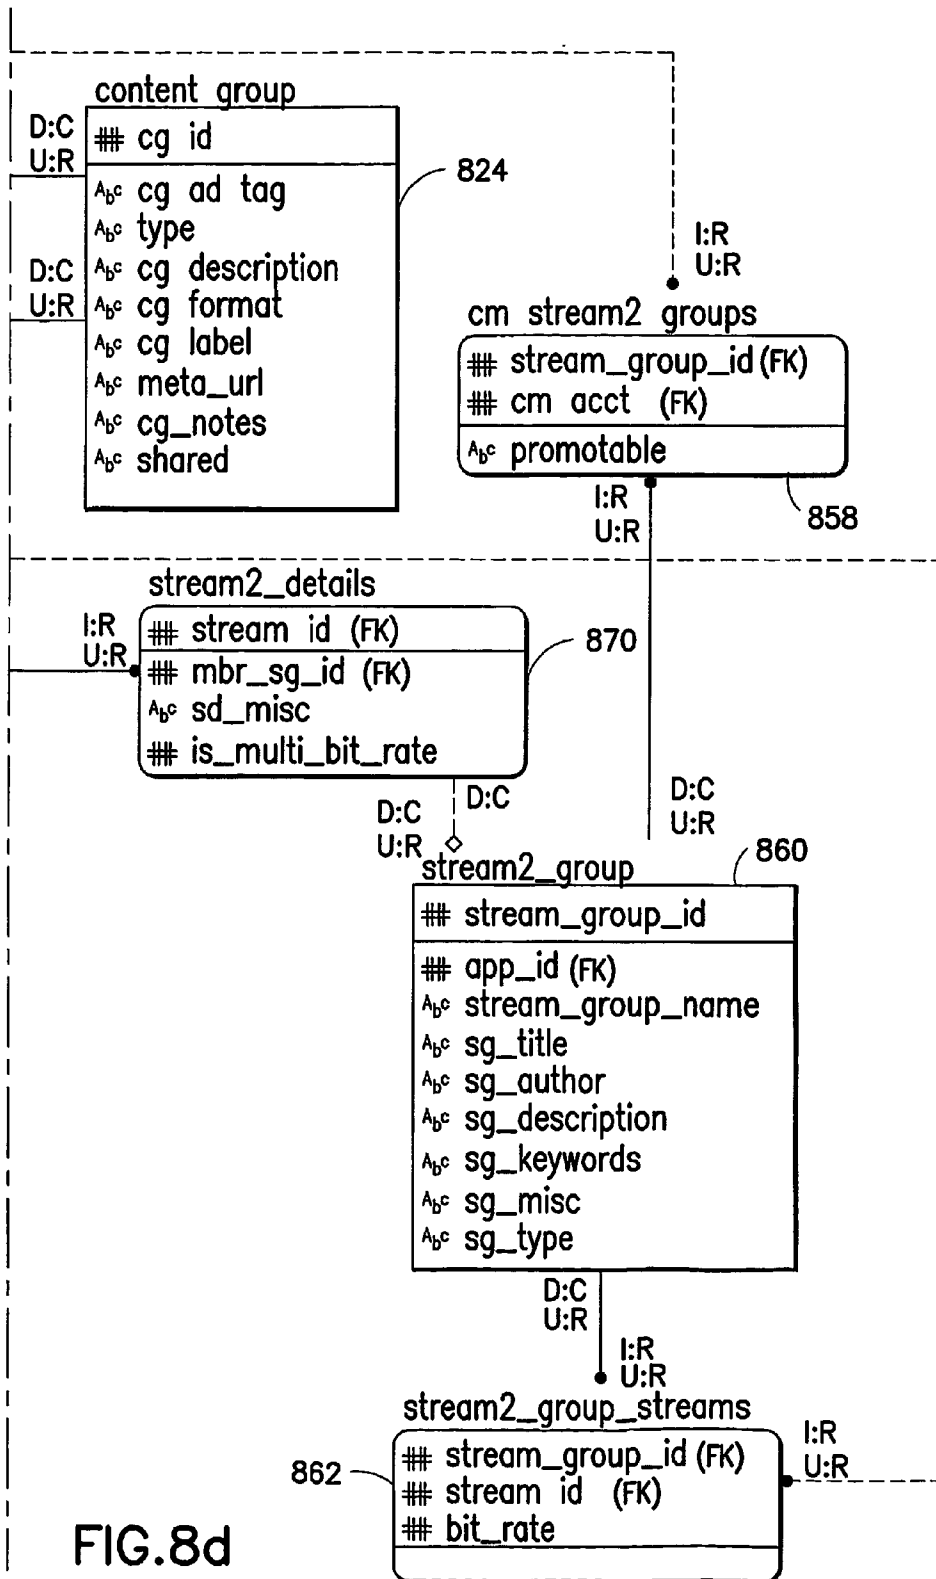 content group
D:C
U:R
## cg id
Abc cg ad tag
Abc type
Abc cg description
Abc cg format
Abc cg label
Abc meta_url
Abc cg_notes
Abc shared
D:C
U:R
824
I:R
U:R
cm stream2 groups
## stream_group_id (FK)
## cm acct (FK)
Abc promotable
858
I:R
U:R
stream2_details
I:R
U:R
## stream id (FK)
## mbr_sg_id (FK)
Abc sd_misc
## is_multi_bit_rate
870
D:C
U:R
D:C
D:C
U:R
stream2_group
860
## stream_group_id
## app_id (FK)
Abc stream_group_name
Abc sg_title
Abc sg_author
Abc sg_description
Abc sg_keywords
Abc sg_misc
Abc sg_type
D:C
U:R
I:R
U:R
stream2_group_streams
## stream_group_id (FK)
## stream id (FK)
## bit_rate
862
I:R
U:R
FIG.8d